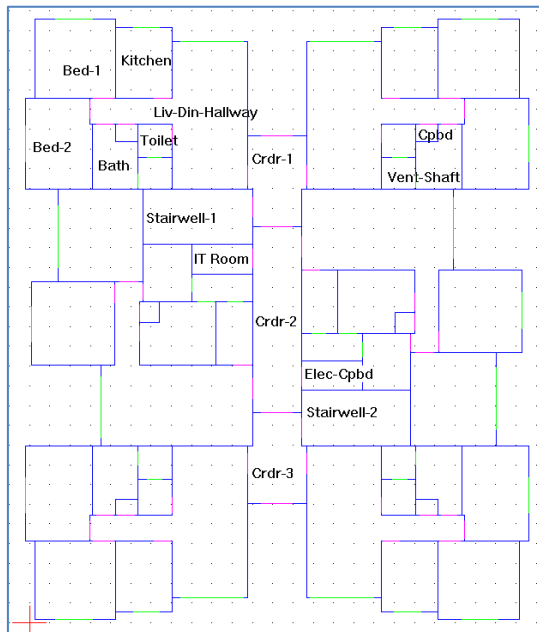 Kitchen
Bed-1
Liv-Din-Hallway
Cpbd
Toilet
Bed-2
Crdr-1
Bath
Vent-Shaft
Stairwell-1
IT Room
Crdr-2
Elec-Cpbd
Stairwell-2
Crdr-3